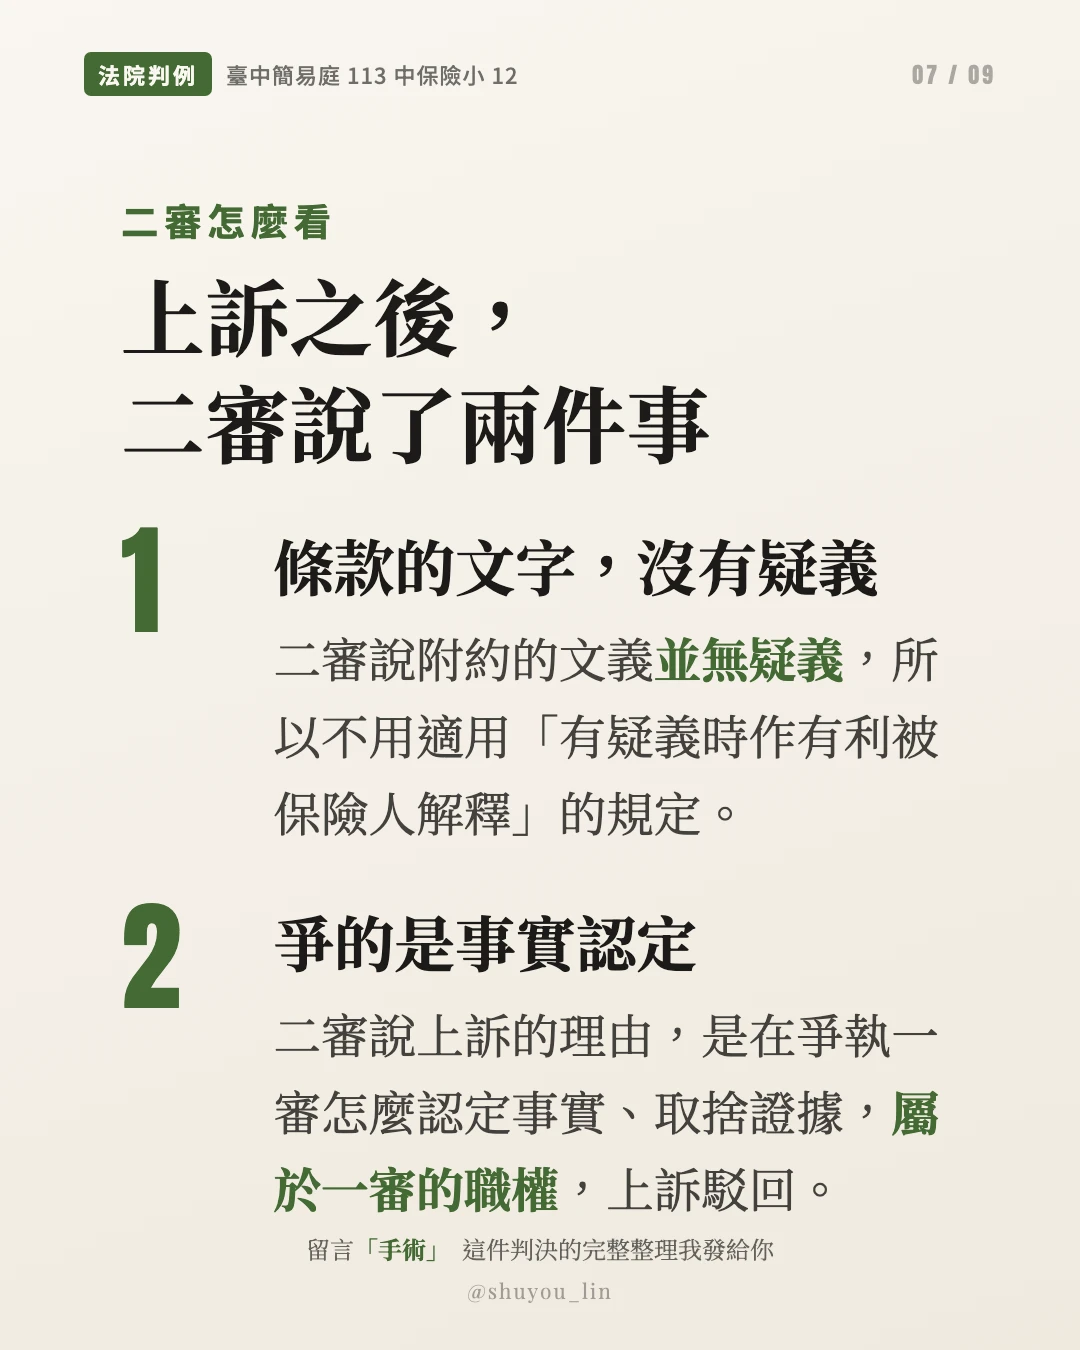 法院判例 臺中簡易庭 113 中保險小 12
07 / 09
二審怎麼看
上訴之後，
二審說了兩件事
1
條款的文字，沒有疑義
二審說附約的文義並無疑義，所
以不用適用「有疑義時作有利被
保險人解釋」的規定。
2
爭的是事實認定
二審說上訴的理由，是在爭執一
審怎麼認定事實、取捨證據，屬
於一審的職權，上訴駁回。
留言「手術」 這件判決的完整整理我發給你
@shuyou_lin